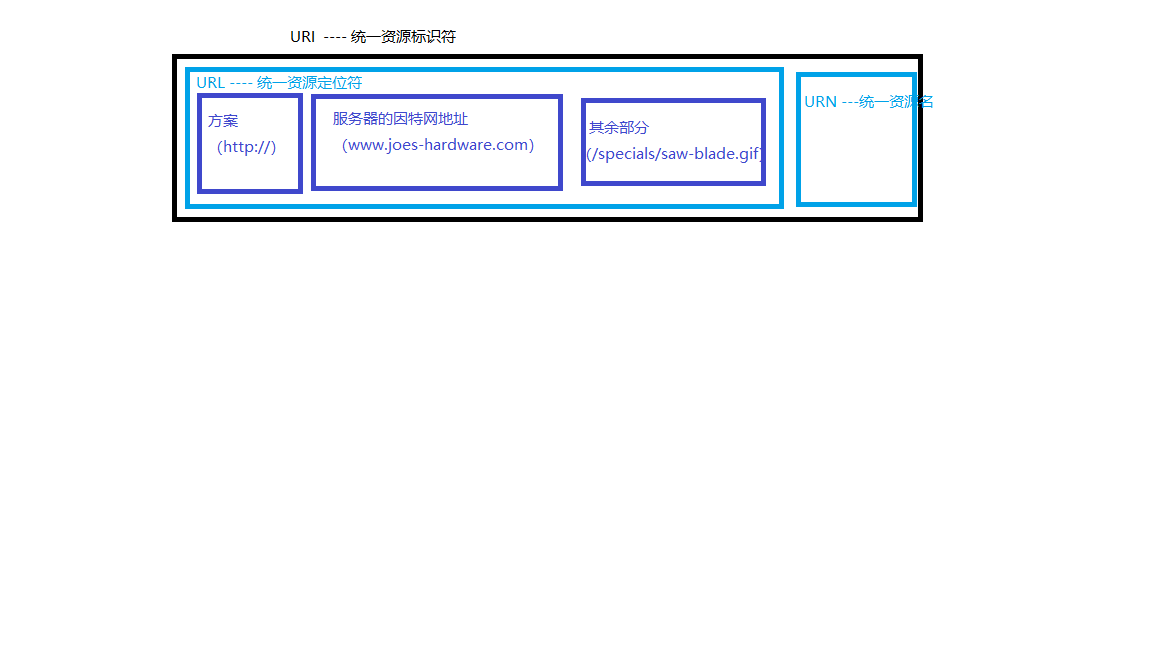 URI ---- 统一资源标识符
URL ---- 统一资源定位符
方案
（http://）
服务器的因特网地址
（www.joes-hardware.com）
其余部分
(/specials/saw-blade.gif)
URN ---统一资源名